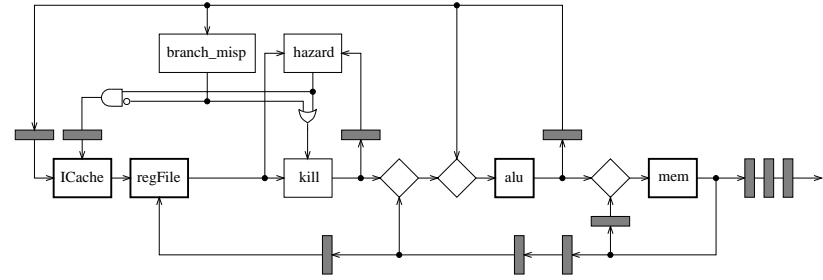 branch_misp
hazard
ICache
regFile
kill
alu
mem